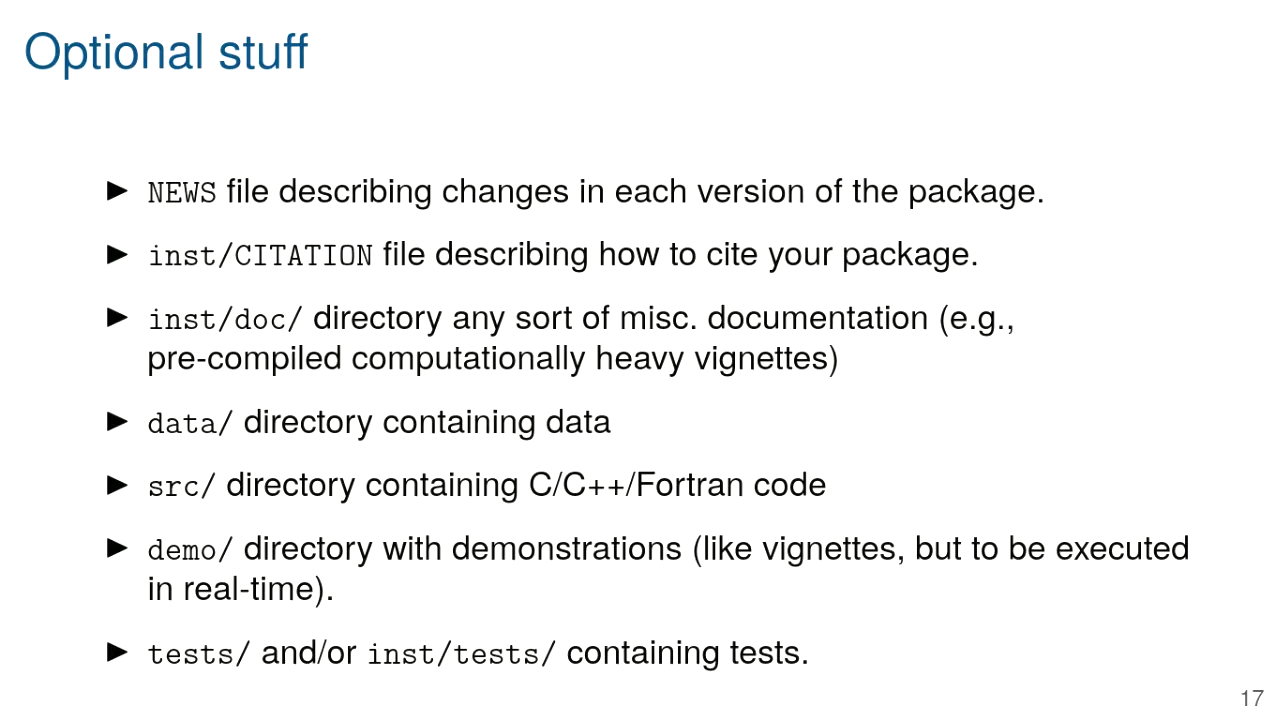 Optional stuff
▶ NEWS file describing changes in each version of the package.
▶ inst/CITATION file describing how to cite your package.
▶ inst/doc/ directory any sort of misc. documentation (e.g.,
pre-compiled computationally heavy vignettes)
▶ data/ directory containing data
▶ src/ directory containing C/C++/Fortran code
▶ demo/ directory with demonstrations (like vignettes, but to be executed
in real-time).
▶ tests/ and/or inst/tests/ containing tests.
17